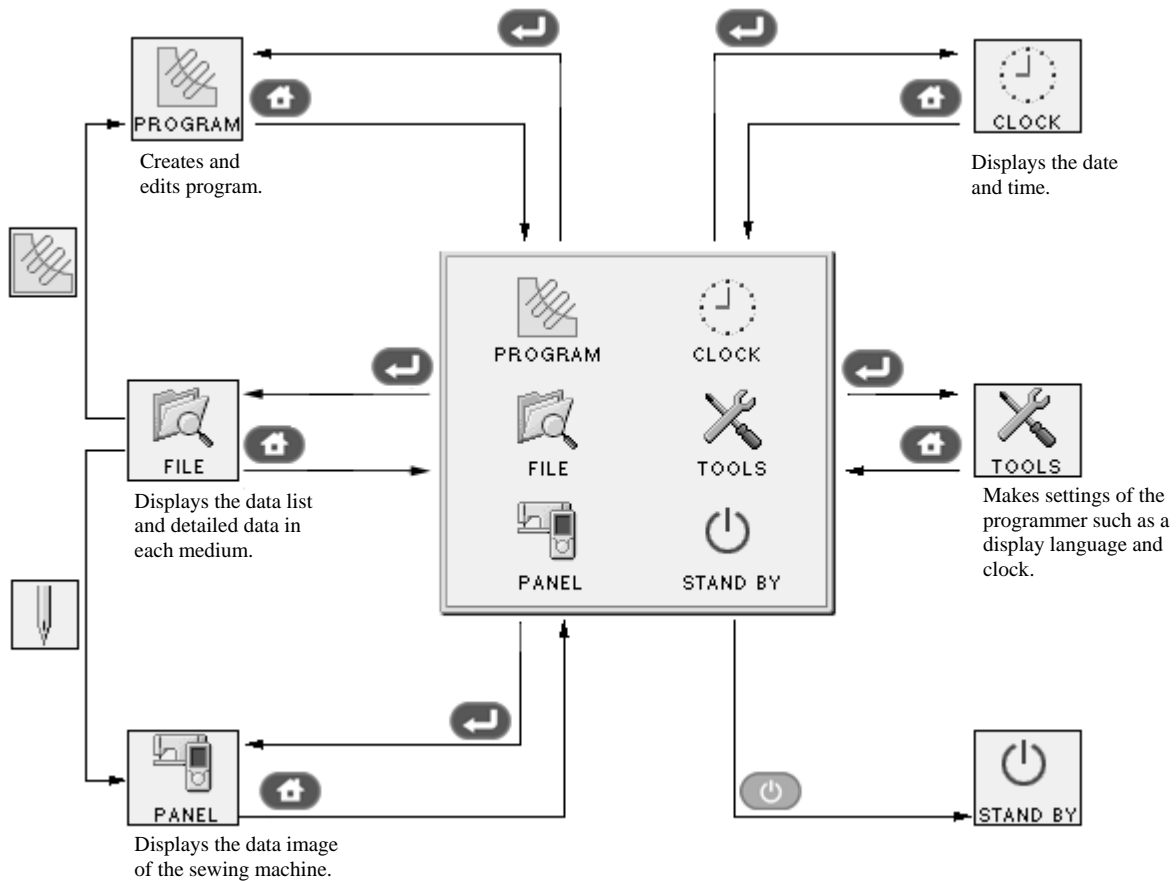 PROGRAM
Creates and
edits program.
CLOCK
Displays the date
and time.
PROGRAM
CLOCK
FILE
TOOLS
PANEL
STAND BY
FILE
Displays the data list
and detailed data in
each medium.
TOOLS
Makes settings of the
programmer such as a
display language and
clock.
PANEL
Displays the data image
of the sewing machine.
STAND BY